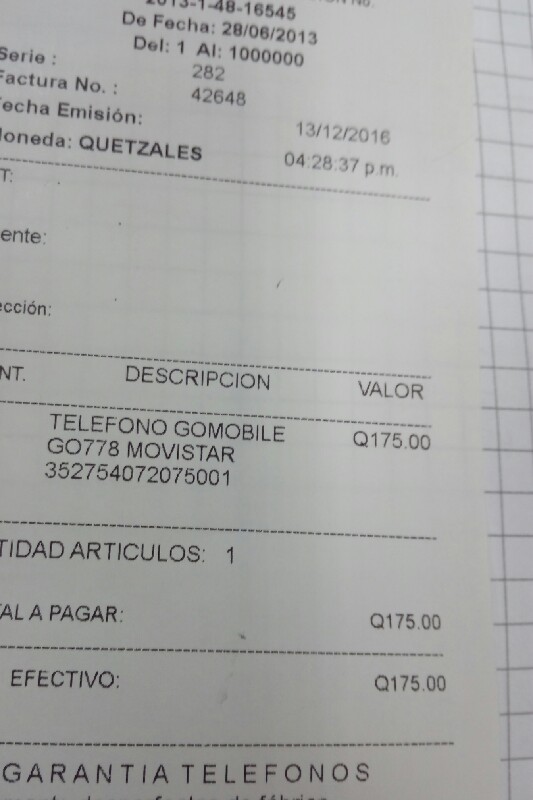 2013-1-48-16545
De Fecha: 28/06/2013
Del: 1 Al: 1000000
Serie : 282
Factura No. : 42648
Fecha Emisión: 13/12/2016
Moneda: QUETZALES 04:28:37 p.m.
T:
ente:
ección:
NT. DESCRIPCION VALOR
TELEFONO GOMOBILE Q175.00
GO778 MOVISTAR
352754072075001
TIDAD ARTICULOS: 1
AL A PAGAR: Q175.00
EFECTIVO: Q175.00
GARANTIA TELEFONOS